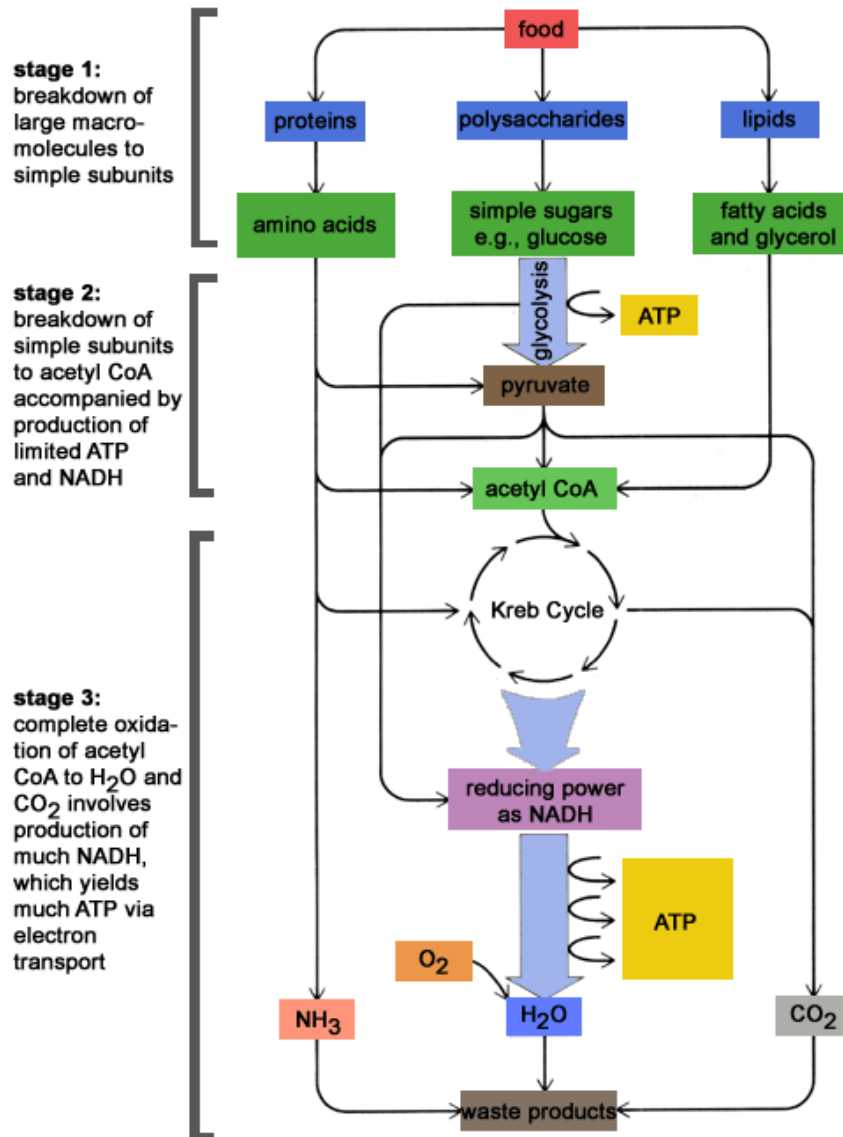 food
stage 1:
breakdown of
large macro-
molecules to
simple subunits
proteins
polysaccharides
lipids
amino acids
simple sugars
e.g., glucose
fatty acids
and glycerol
stage 2:
breakdown of
simple subunits
to acetyl CoA
accompanied by
production of
limited ATP
and NADH
glycolysis
ATP
pyruvate
acetyl CoA
Kreb Cycle
stage 3:
complete oxida-
tion of acetyl
CoA to H₂O and
CO₂ involves
production of
much NADH,
which yields
much ATP via
electron
transport
reducing power
as NADH
ATP
O₂
NH₃
H₂O
CO₂
waste products